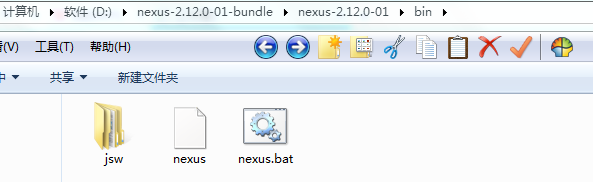 计算机 ▸ 软件 (D:) ▸ nexus-2.12.0-01-bundle ▸ nexus-2.12.0-01 ▸ bin ▸
(V) 工具(T) 帮助(H)
中 ▾ 共享 ▾ 新建文件夹
jsw nexus nexus.bat